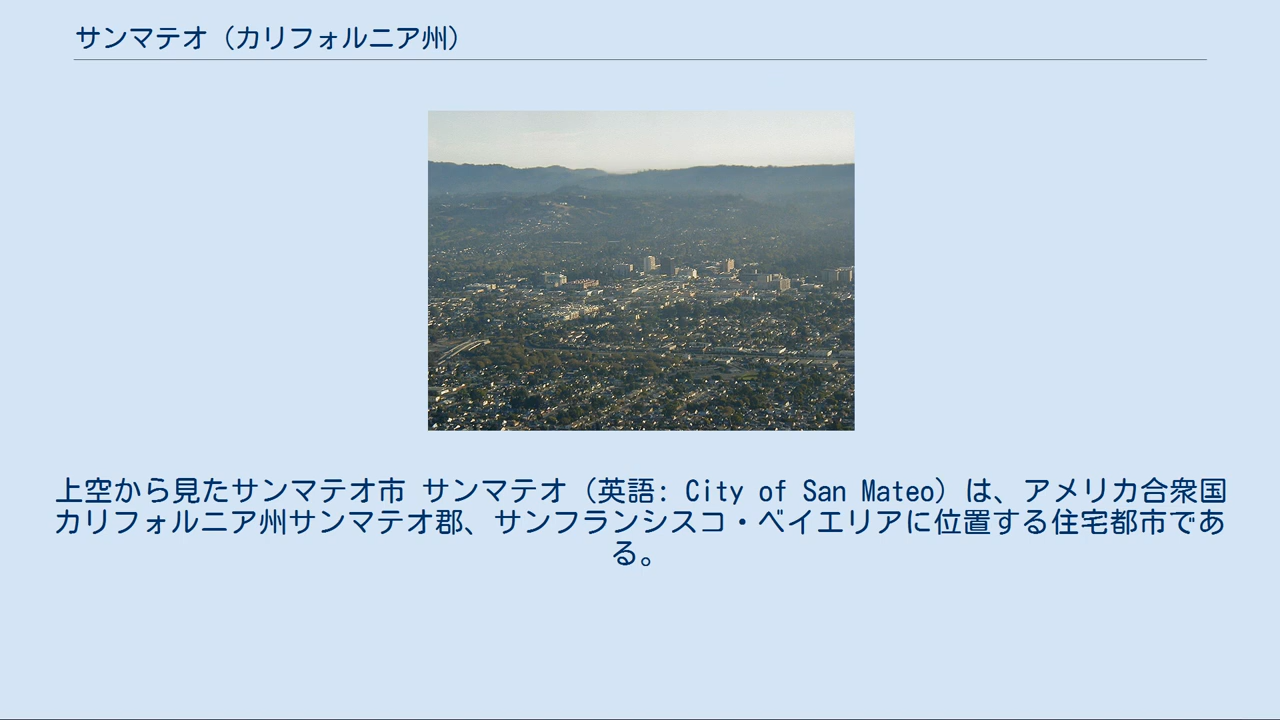 サンマテオ（カリフォルニア州）
上空から見たサンマテオ市 サンマテオ（英語: City of San Mateo）は、アメリカ合衆国
カリフォルニア州サンマテオ郡、サンフランシスコ・ベイエリアに位置する住宅都市であ
る。